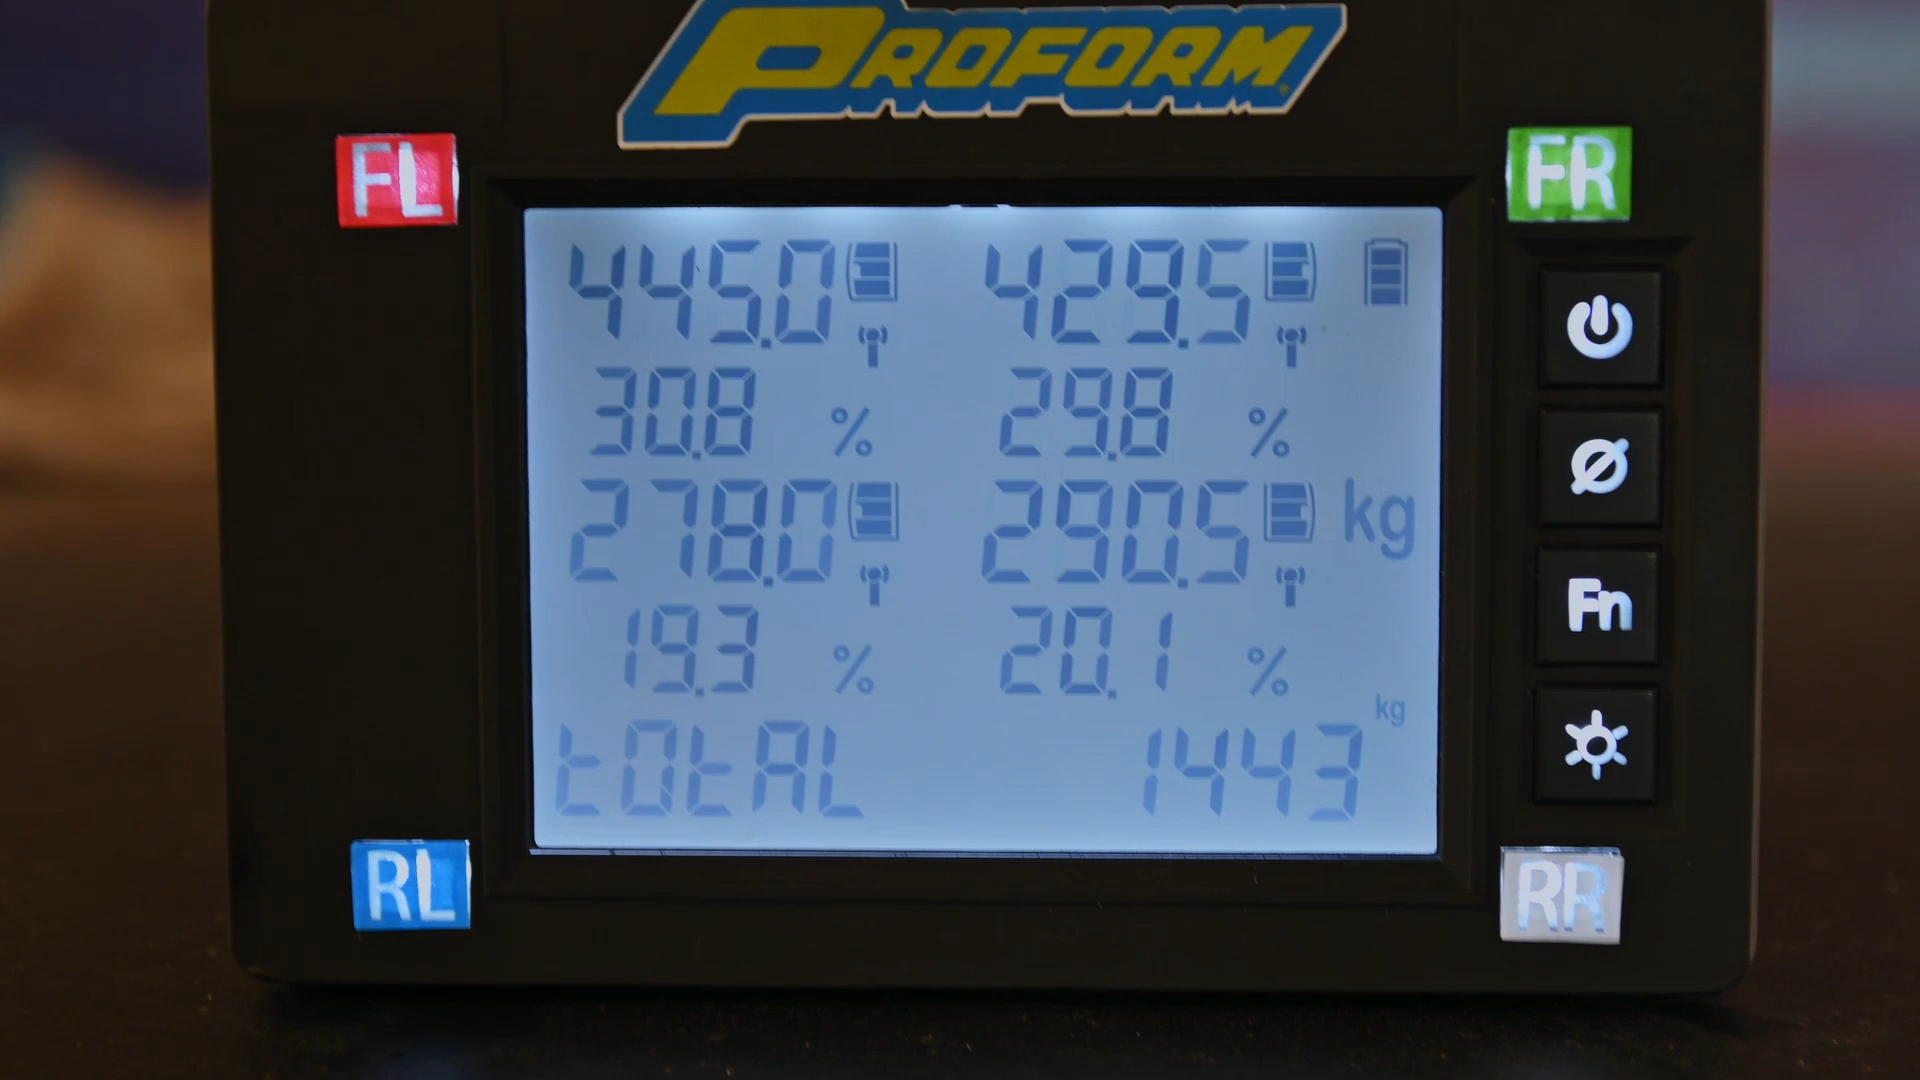 PROFORM
FL
FR
445.0 429.5
30.8 % 29.8 %
278.0 290.5 kg
19.3 % 20.1 %
kg
tOtAL 1443
Fn
RL
RR